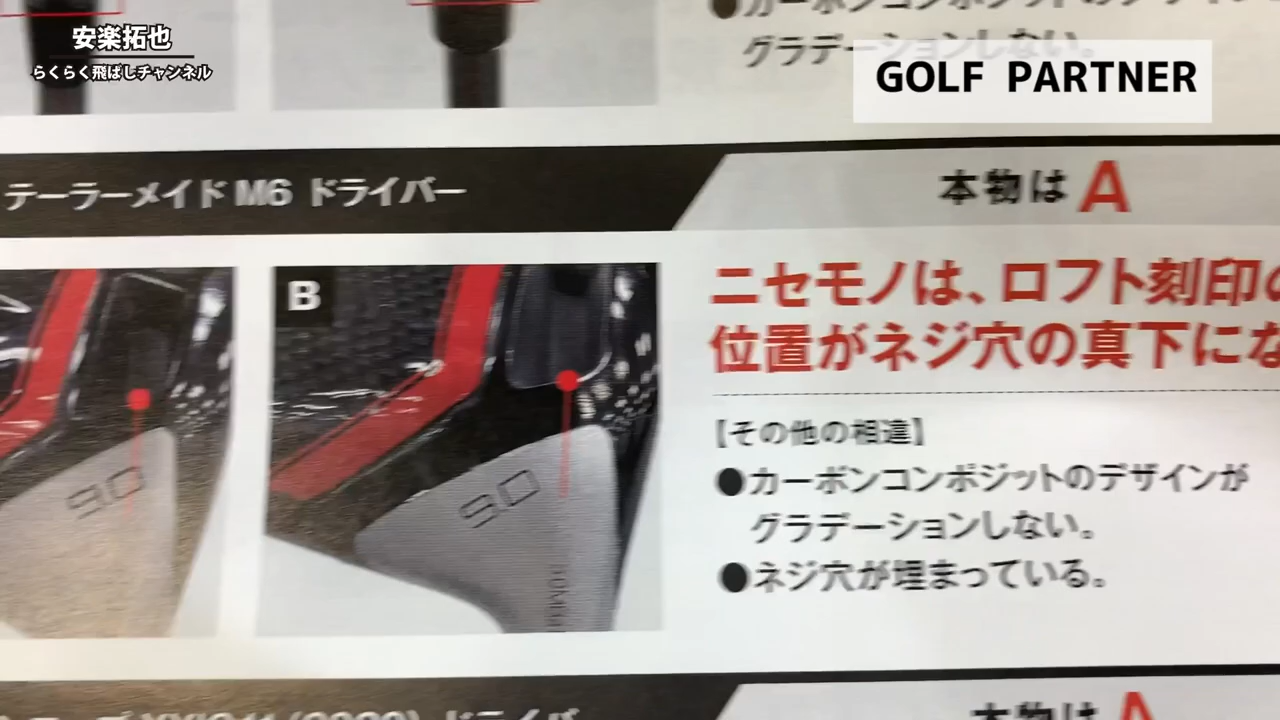 安楽拓也
らくらく飛ばしチャンネル
グラデーションしない。
GOLF PARTNER
テーラーメイド M6 ドライバー
本物は A
B
ニセモノは、ロフト刻印の
位置がネジ穴の真下にな
【その他の相違】
●カーボンコンポジットのデザインが
グラデーションしない。
●ネジ穴が埋まっている。
9.0
9.0
本物は A